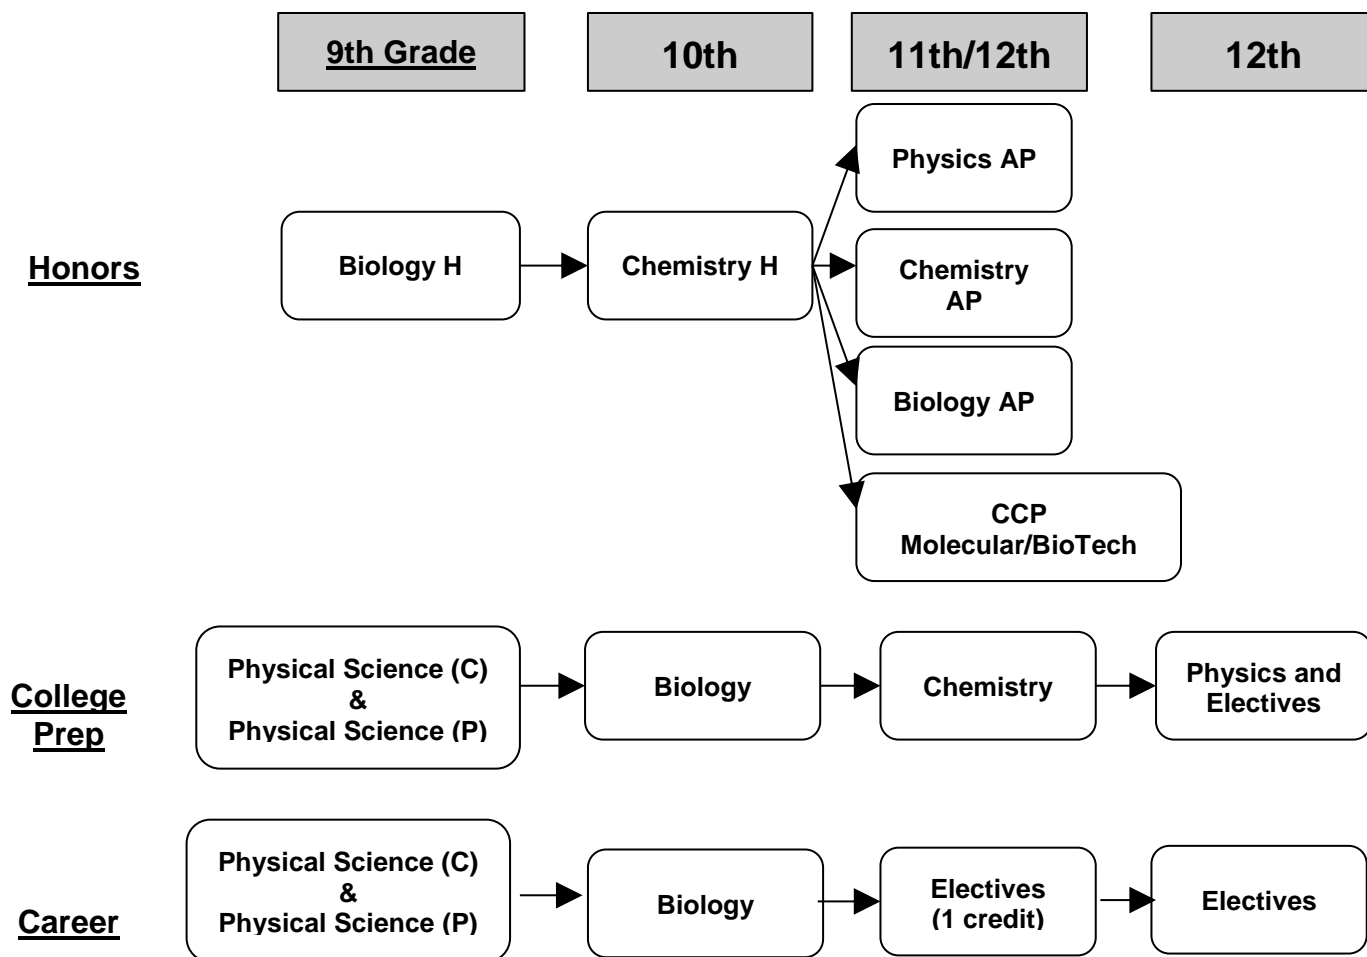 9th Grade
10th
11th/12th
12th
Honors
Biology H
Chemistry H
Physics AP
Chemistry
AP
Biology AP
CCP
Molecular/BioTech
College
Prep
Physical Science (C)
&
Physical Science (P)
Biology
Chemistry
Physics and
Electives
Career
Physical Science (C)
&
Physical Science (P)
Biology
Electives
(1 credit)
Electives